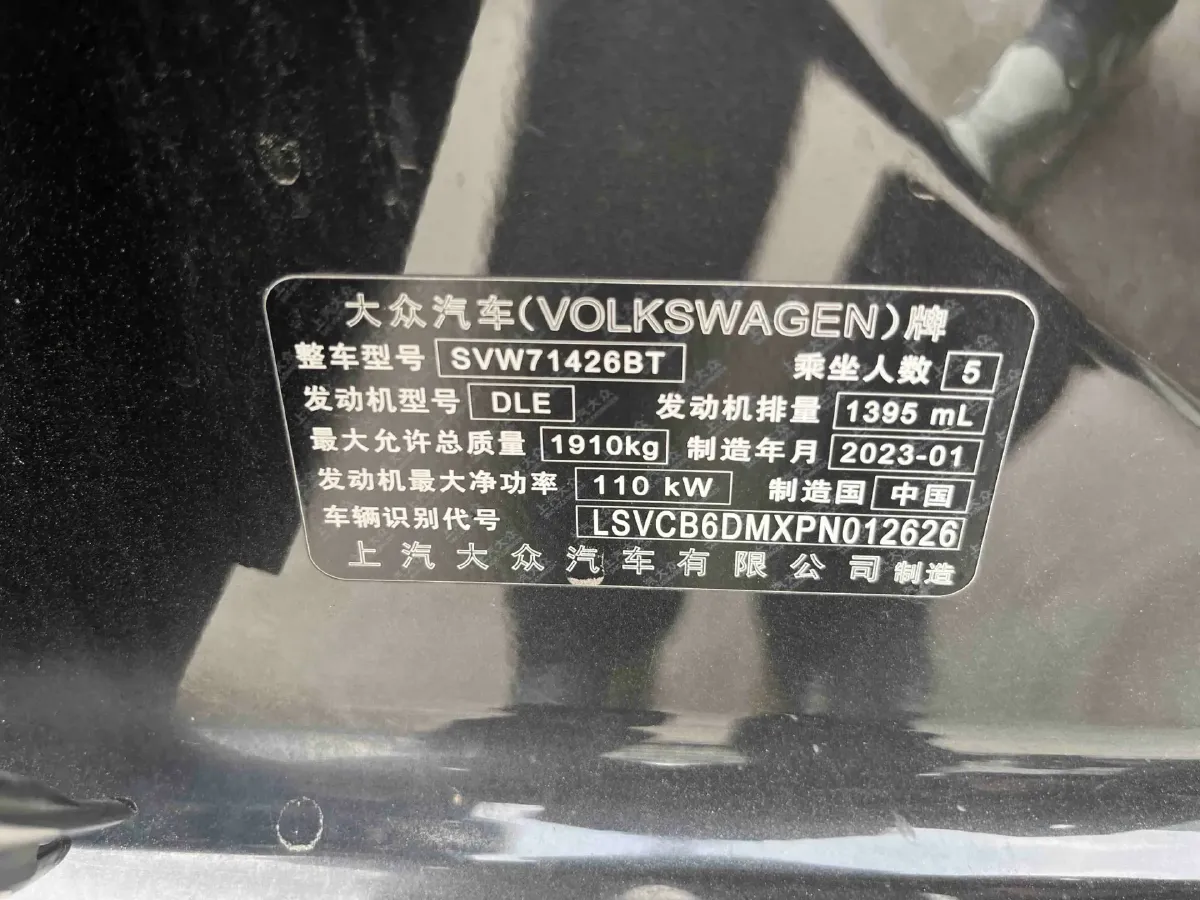 大众汽车(VOLKSWAGEN)牌
整车型号 SVW71426BT 乘坐人数 5
发动机型号 DLE 发动机排量 1395 mL
最大允许总质量 1910kg 制造年月 2023-01
发动机最大净功率 110 kW 制造国 中国
车辆识别代号 LSVCB6DMXPN012626
上汽大众汽车有限公司 制造